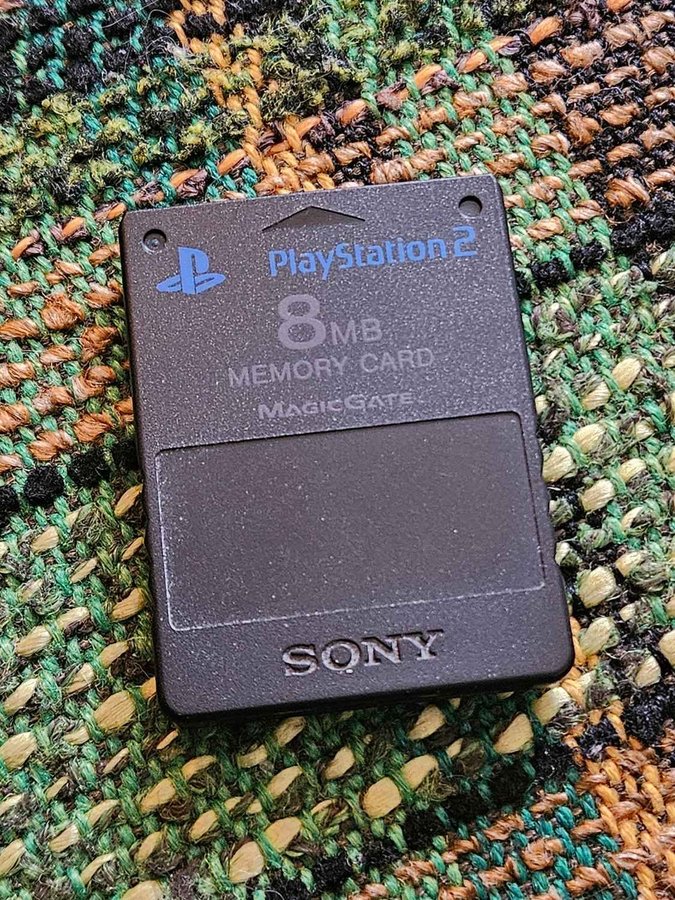 PlayStation 2
8MB
MEMORY CARD
MAGICGATE
SONY